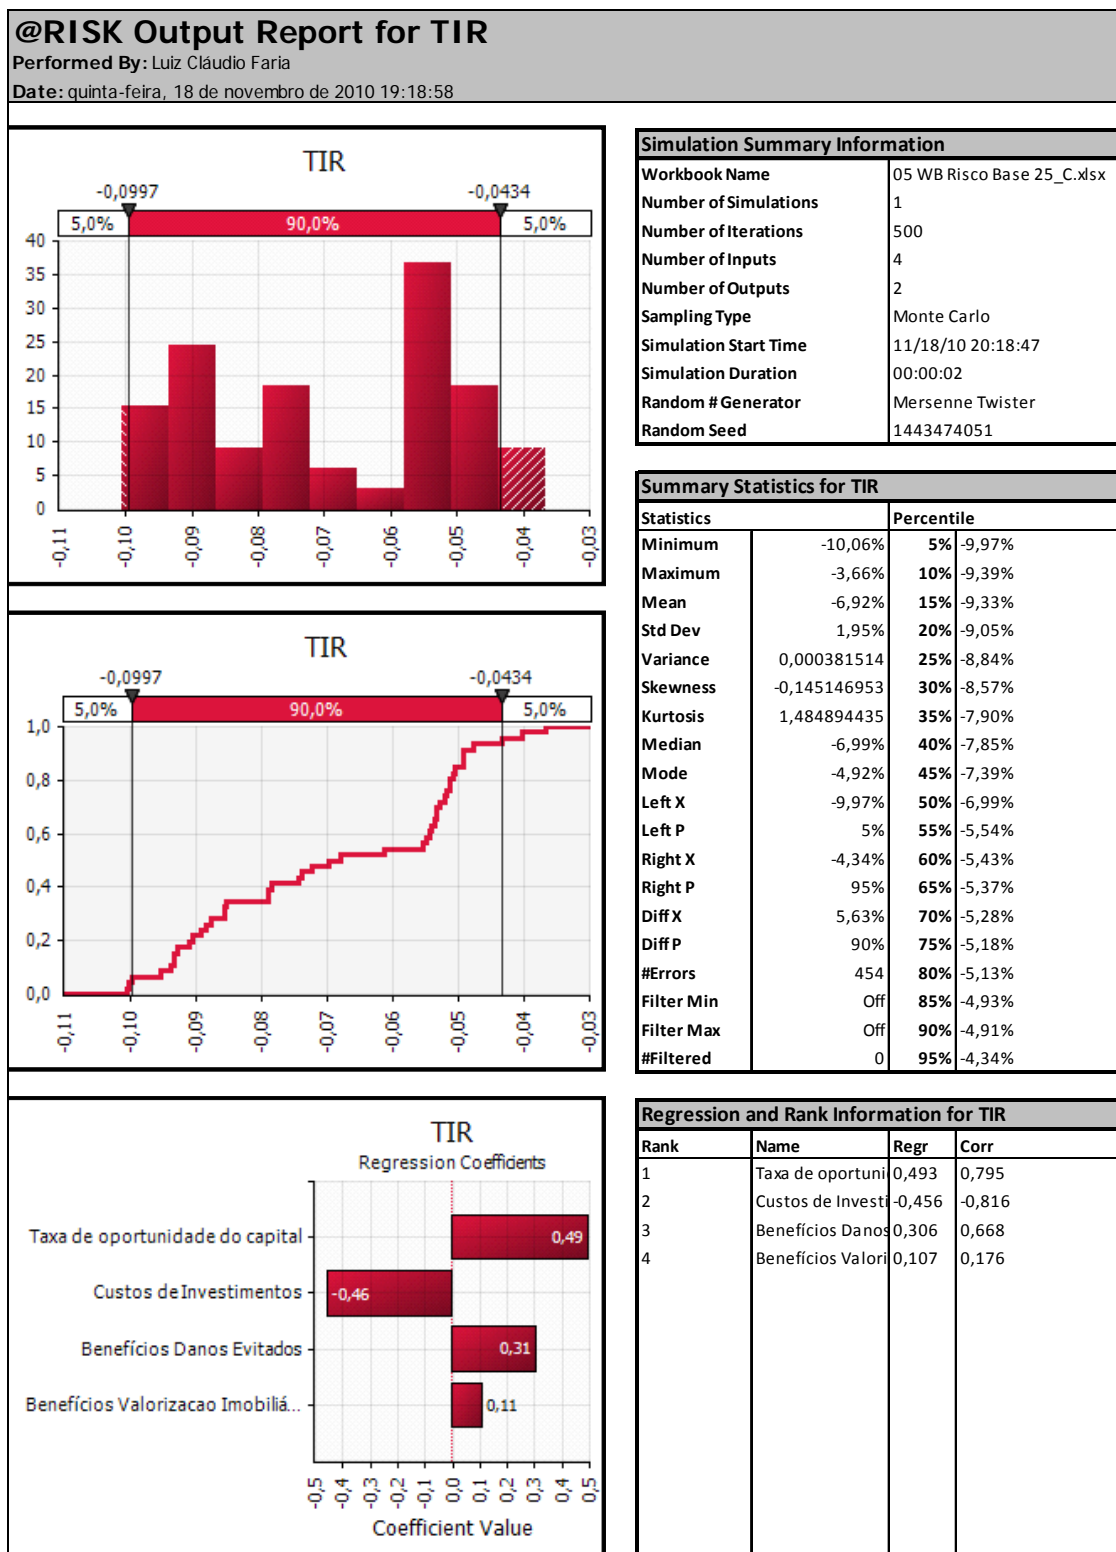 @RISK Output Report for TIR
Performed By: Luiz Cláudio Faria
Date: quinta-feira, 18 de novembro de 2010 19:18:58
TIR
-0,0997 -0,0434
5,0% 90,0% 5,0%
40
35
30
25
20
15
10
5
0
-0,11 -0,10 -0,09 -0,08 -0,07 -0,06 -0,05 -0,04 -0,03
TIR
-0,0997 -0,0434
5,0% 90,0% 5,0%
1,0
0,8
0,6
0,4
0,2
0,0
-0,11 -0,10 -0,09 -0,08 -0,07 -0,06 -0,05 -0,04 -0,03
TIR
Regression Coefficients
Taxa de oportunidade do capital 0,49
Custos de Investimentos -0,46
Benefícios Danos Evitados 0,31
Benefícios Valorizacao Imobiliá... 0,11
-0,5 -0,4 -0,3 -0,2 -0,1 0,0 0,1 0,2 0,3 0,4 0,5
Coefficient Value
Simulation Summary Information
Workbook Name 05 WB Risco Base 25_C.xlsx
Number of Simulations 1
Number of Iterations 500
Number of Inputs 4
Number of Outputs 2
Sampling Type Monte Carlo
Simulation Start Time 11/18/10 20:18:47
Simulation Duration 00:00:02
Random # Generator Mersenne Twister
Random Seed 1443474051
Summary Statistics for TIR
Statistics Percentile
Minimum -10,06% 5% -9,97%
Maximum -3,66% 10% -9,39%
Mean -6,92% 15% -9,33%
Std Dev 1,95% 20% -9,05%
Variance 0,000381514 25% -8,84%
Skewness -0,145146953 30% -8,57%
Kurtosis 1,484894435 35% -7,90%
Median -6,99% 40% -7,85%
Mode -4,92% 45% -7,39%
Left X -9,97% 50% -6,99%
Left P 5% 55% -5,54%
Right X -4,34% 60% -5,43%
Right P 95% 65% -5,37%
Diff X 5,63% 70% -5,28%
Diff P 90% 75% -5,18%
#Errors 454 80% -5,13%
Filter Min Off 85% -4,93%
Filter Max Off 90% -4,91%
#Filtered 0 95% -4,34%
Regression and Rank Information for TIR
Rank Name Regr Corr
1 Taxa de oportuni 0,493 0,795
2 Custos de Investi -0,456 -0,816
3 Benefícios Danos 0,306 0,668
4 Benefícios Valori 0,107 0,176